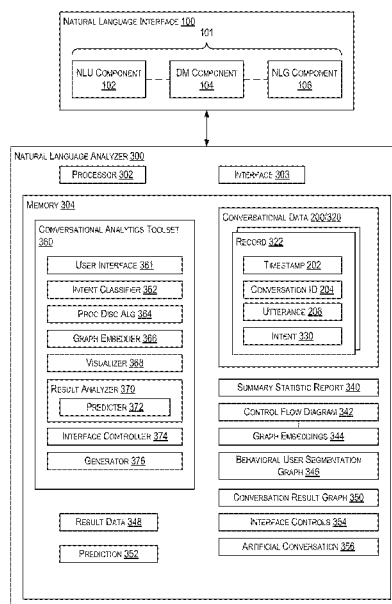 NATURAL LANGUAGE INTERFACE 100
101
NLU COMPONENT 102
DM COMPONENT 104
NLG COMPONENT 106
NATURAL LANGUAGE ANALYZER 300
PROCESSOR 302
INTERFACE 303
MEMORY 304
CONVERSATIONAL ANALYTICS TOOLSET 360
USER INTERFACE 361
INTENT CLASSIFIER 362
PROC DISC ALG 364
GRAPH EMBEDDER 366
VISUALIZER 368
RESULT ANALYZER 370
PREDICTER 372
INTERFACE CONTROLLER 374
GENERATOR 376
RESULT DATA 348
PREDICTION 352
CONVERSATIONAL DATA 200/320
RECORD 322
TIMESTAMP 202
CONVERSATION ID 204
UTTERANCE 208
INTENT 330
SUMMARY STATISTIC REPORT 340
CONTROL FLOW DIAGRAM 342
GRAPH EMBEDDINGS 344
BEHAVIORAL USER SEGMENTATION GRAPH 346
CONVERSATION RESULT GRAPH 350
INTERFACE CONTROLS 354
ARTIFICIAL CONVERSATION 356